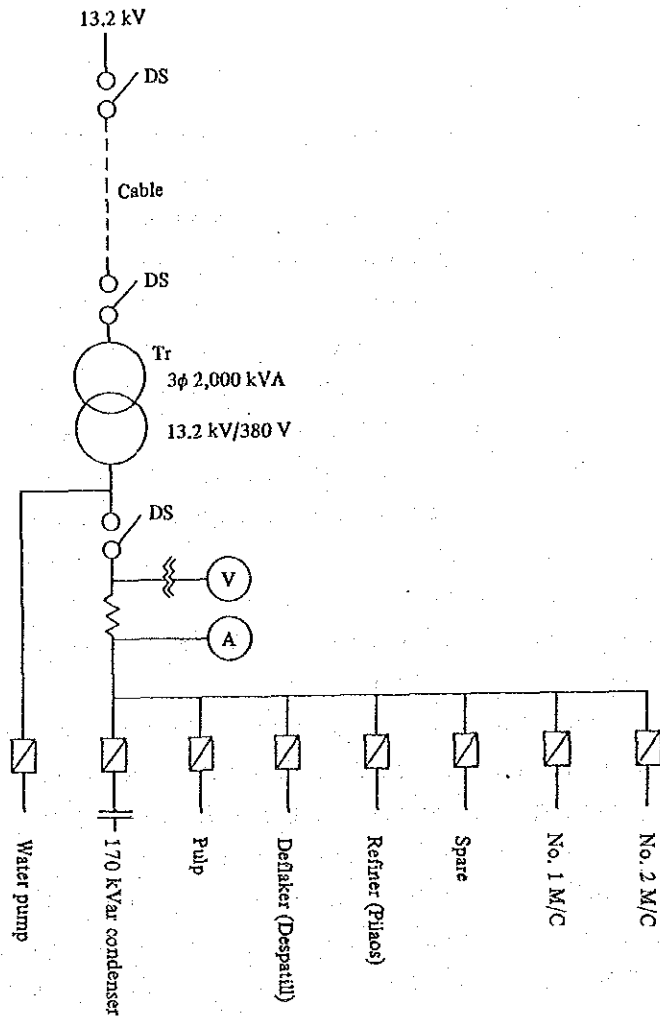 13.2 kV
DS
Cable
DS
Tr
3φ 2,000 kVA
13.2 kV/380 V
DS
V
A
Water pump
170 kVar condenser
Pulp
Deflaker (Despatill)
Refiner (Pilaos)
Spare
No. 1 M/C
No. 2 M/C